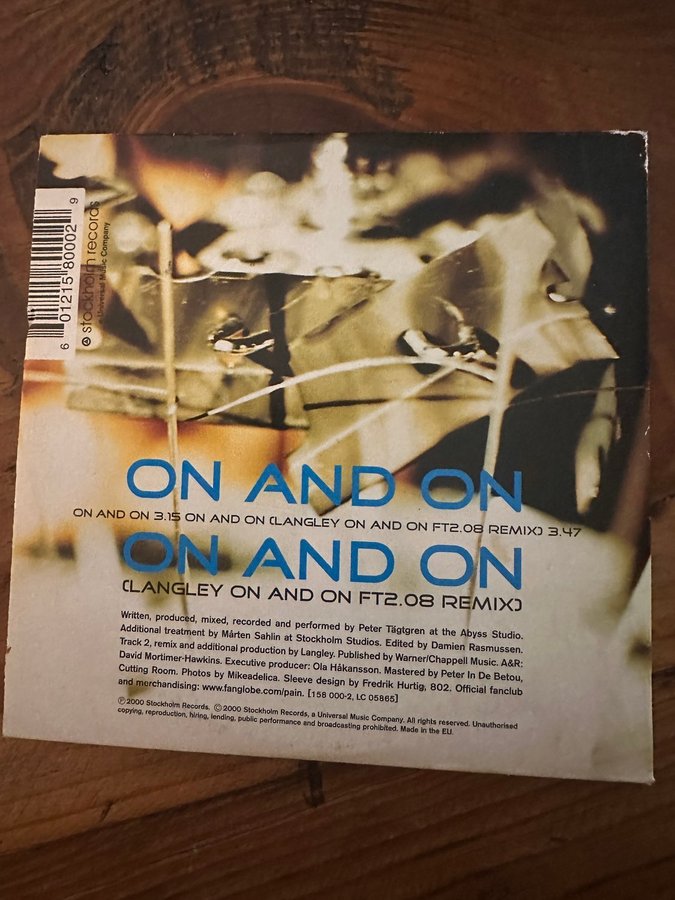 6 01215 80002 9
stockholm records
a Universal Music Company
ON AND ON
ON AND ON 3.15 ON AND ON (LANGLEY ON AND ON FT2.08 REMIX) 3.47
ON AND ON
(LANGLEY ON AND ON FT2.08 REMIX)
Written, produced, mixed, recorded and performed by Peter Tägtgren at the Abyss Studio.
Additional treatment by Mårten Sahlin at Stockholm Studios. Edited by Damien Rasmussen.
Track 2, remix and additional production by Langley. Published by Warner/Chappell Music. A&R:
David Mortimer-Hawkins. Executive producer: Ola Håkansson. Mastered by Peter In De Betou,
Cutting Room. Photos by Mikeadelica. Sleeve design by Fredrik Hurtig, 802. Official fanclub
and merchandising: www.fanglobe.com/pain. [158 000-2, LC 05865]
℗2000 Stockholm Records. ©2000 Stockholm Records, a Universal Music Company. All rights reserved. Unauthorised
copying, reproduction, hiring, lending, public performance and broadcasting prohibited. Made in the EU.